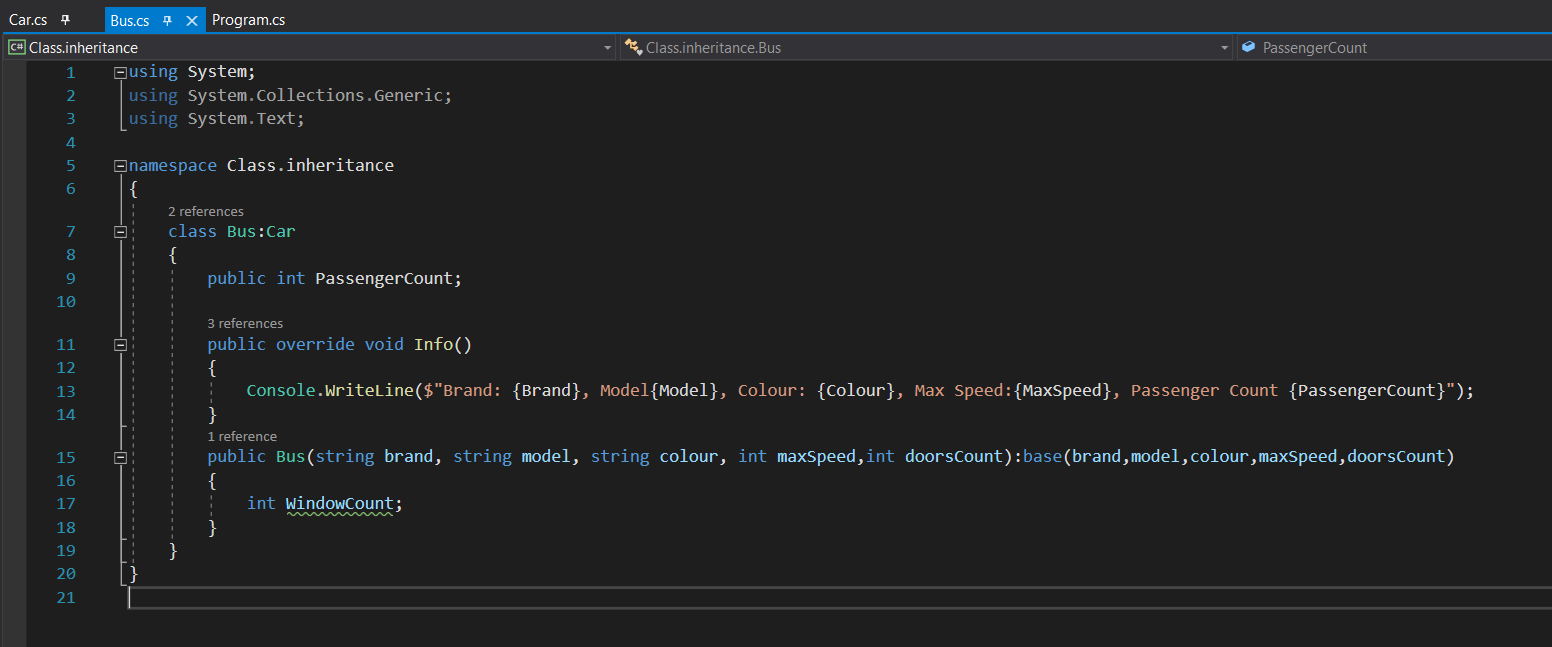 Car.cs Bus.cs Program.cs
C# Class.inheritance Class.inheritance.Bus PassengerCount
1 using System;
2 using System.Collections.Generic;
3 using System.Text;
4
5 namespace Class.inheritance
6 {
2 references
7 class Bus:Car
8 {
9 public int PassengerCount;
10
3 references
11 public override void Info()
12 {
13 Console.WriteLine($"Brand: {Brand}, Model{Model}, Colour: {Colour}, Max Speed:{MaxSpeed}, Passenger Count {PassengerCount}");
14 }
1 reference
15 public Bus(string brand, string model, string colour, int maxSpeed,int doorsCount):base(brand,model,colour,maxSpeed,doorsCount)
16 {
17 int WindowCount;
18 }
19 }
20 }
21